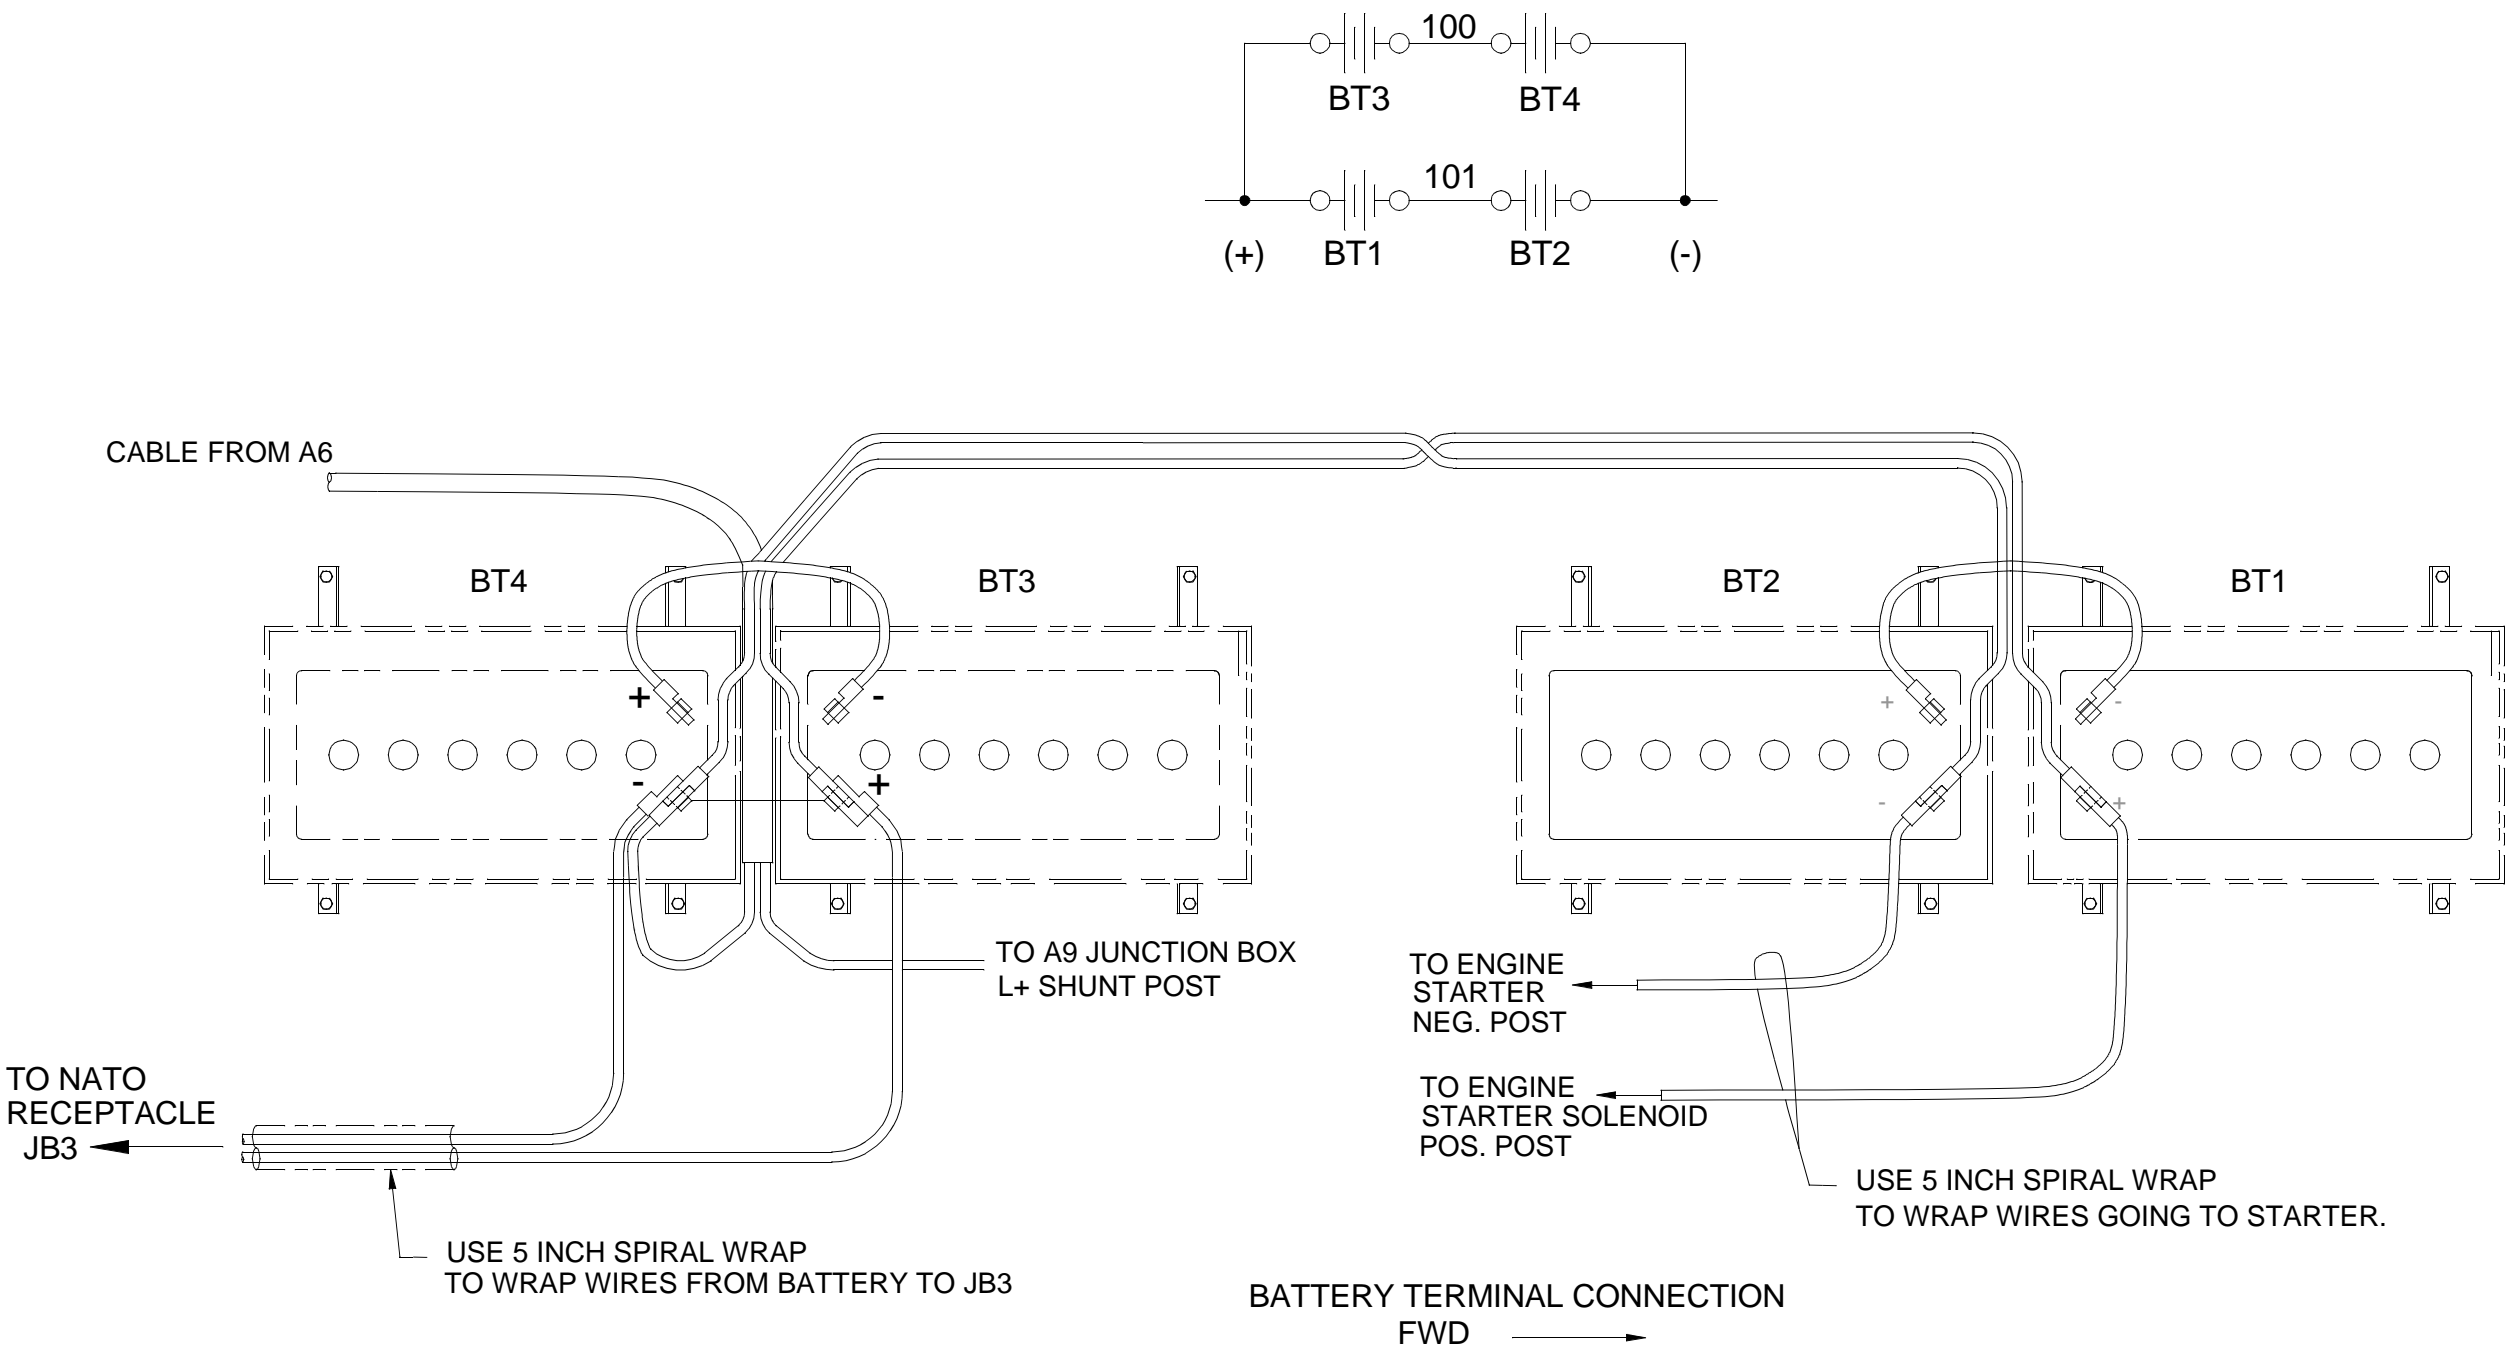 100
BT3 BT4
101
(+) BT1 BT2 (-)
CABLE FROM A6
BT4 BT3 BT2 BT1
+ - + -
- + - +
TO A9 JUNCTION BOX
L+ SHUNT POST
TO ENGINE
STARTER
NEG. POST
TO NATO
RECEPTACLE
JB3
TO ENGINE
STARTER SOLENOID
POS. POST
USE 5 INCH SPIRAL WRAP
TO WRAP WIRES GOING TO STARTER.
USE 5 INCH SPIRAL WRAP
TO WRAP WIRES FROM BATTERY TO JB3
BATTERY TERMINAL CONNECTION
FWD